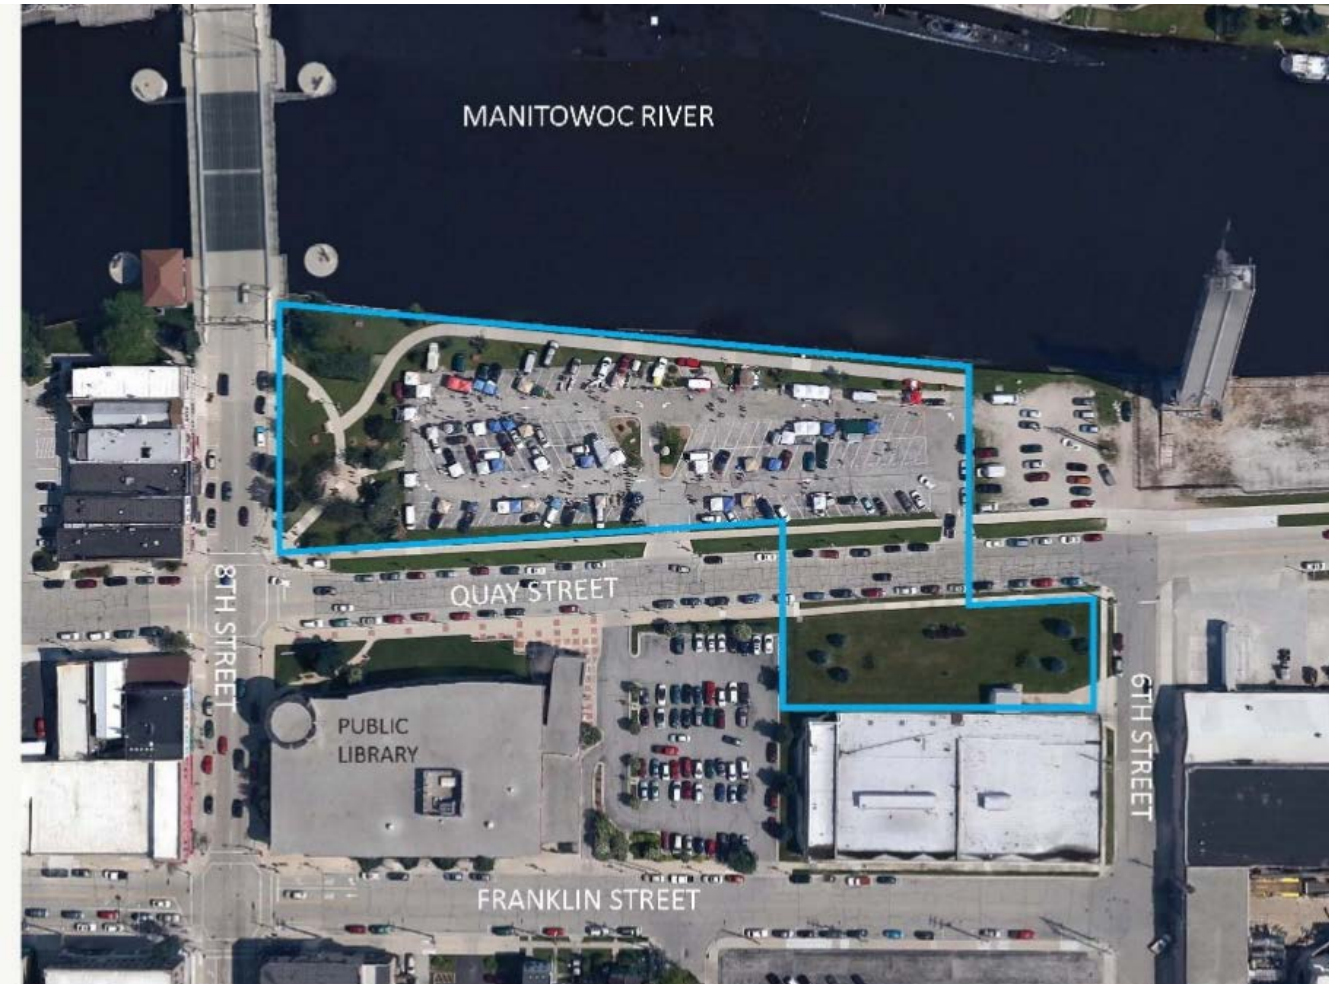 MANITOWOC RIVER
QUAY STREET
8TH STREET
6TH STREET
PUBLIC
LIBRARY
FRANKLIN STREET